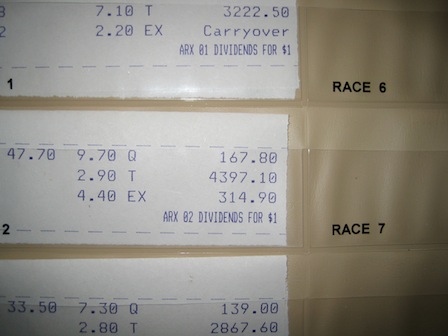 7.10 T 3222.50
2.20 EX Carryover
ARX 01 DIVIDENDS FOR $1
1
RACE 6
47.70 9.70 Q 167.80
2.90 T 4397.10
4.40 EX 314.90
ARX 02 DIVIDENDS FOR $1
2
RACE 7
33.50 7.30 Q 139.00
2.80 T 2867.60